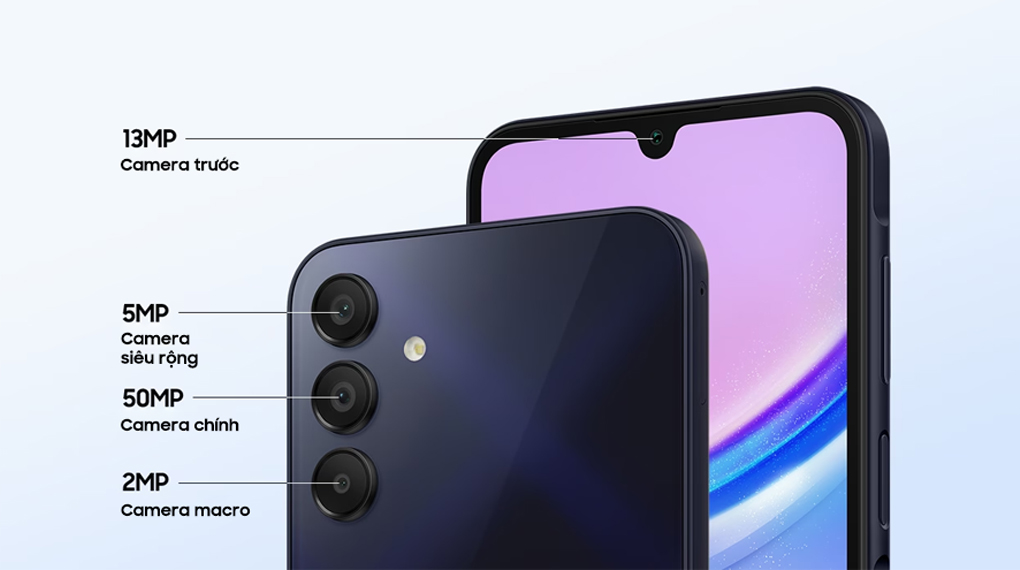 13MP
Camera trước
5MP
Camera
siêu rộng
50MP
Camera chính
2MP
Camera macro